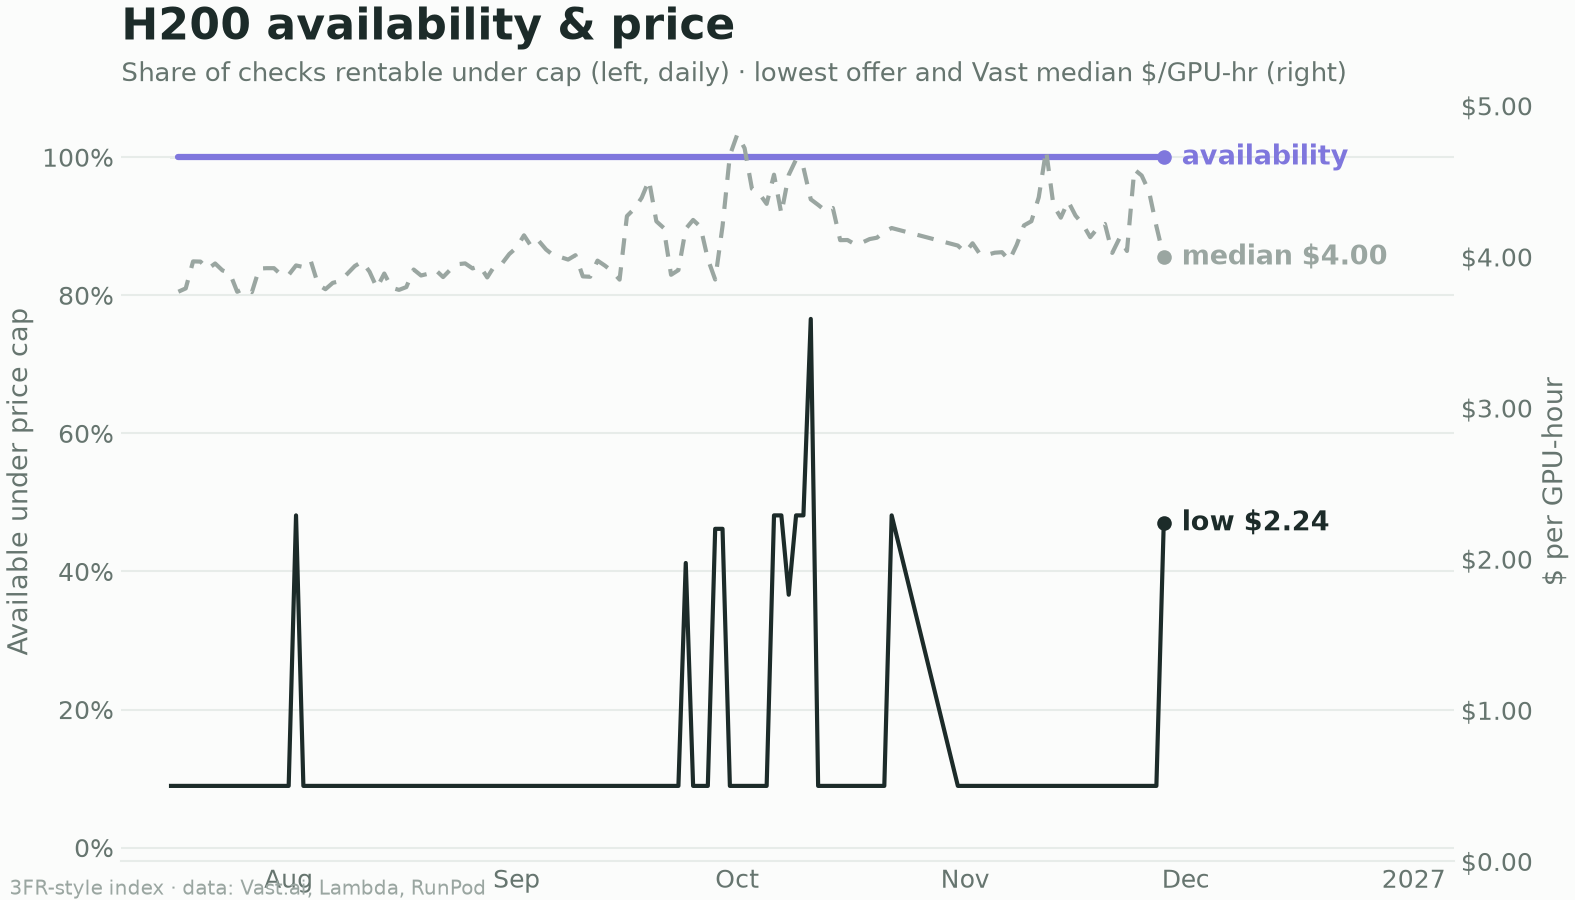 H200 availability & price
Share of checks rentable under cap (left, daily) · lowest offer and Vast median $/GPU-hr (right)
$5.00
100%
availability
median $4.00
$4.00
80%
Available under price cap
$3.00
60%
$ per GPU-hour
low $2.24
$2.00
40%
20%
$1.00
0%
$0.00
Aug
Sep
Oct
Nov
Dec
2027
3FR-style index · data: Vast.ai, Lambda, RunPod